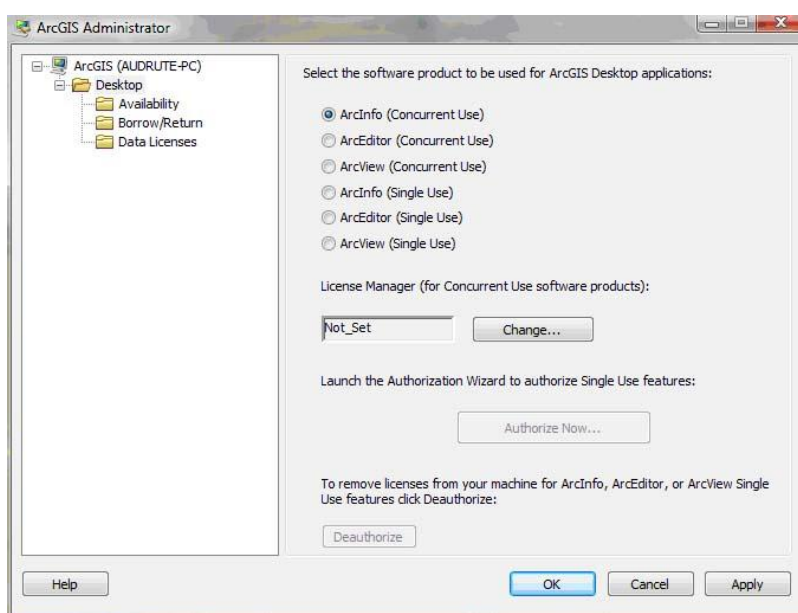 ArcGIS Administrator
ArcGIS (AUDRUTE-PC)
Desktop
Availability
Borrow/Return
Data Licenses
Select the software product to be used for ArcGIS Desktop applications:
ArcInfo (Concurrent Use)
ArcEditor (Concurrent Use)
ArcView (Concurrent Use)
ArcInfo (Single Use)
ArcEditor (Single Use)
ArcView (Single Use)
License Manager (for Concurrent Use software products):
Not_Set
Change...
Launch the Authorization Wizard to authorize Single Use features:
Authorize Now...
To remove licenses from your machine for ArcInfo, ArcEditor, or ArcView Single
Use features click Deauthorize:
Deauthorize
Help
OK
Cancel
Apply